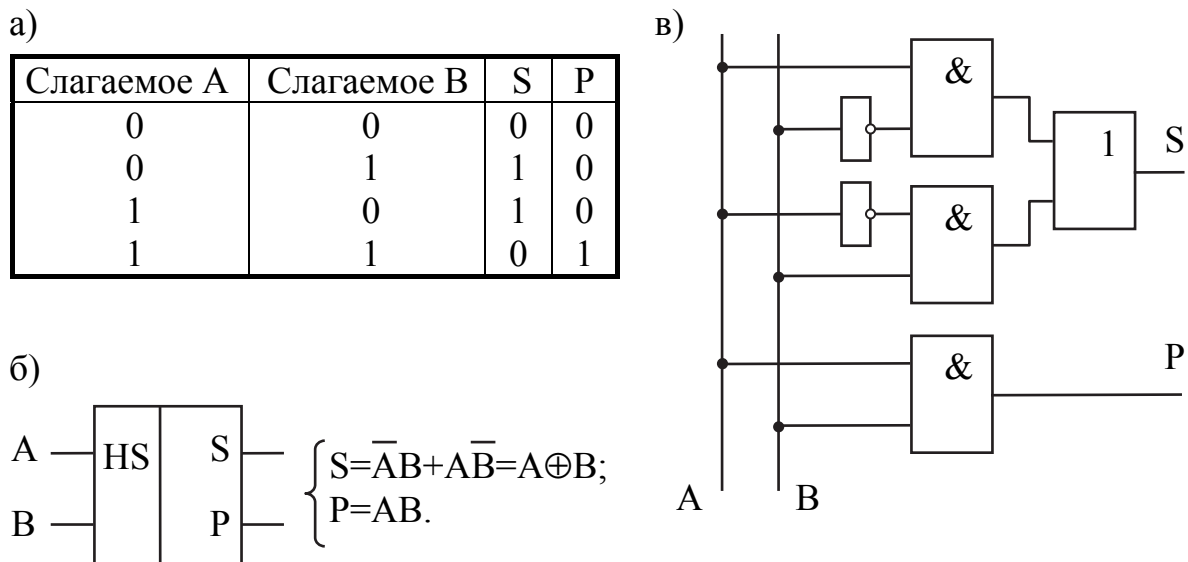 а)
Слагаемое А Слагаемое В S P
0 0 0 0
0 1 1 0
1 0 1 0
1 1 0 1
б)
A HS S
B P
S=A̅B+AB̅=A⊕B;
P=AB.
в)
&
1 S
&
& P
A B